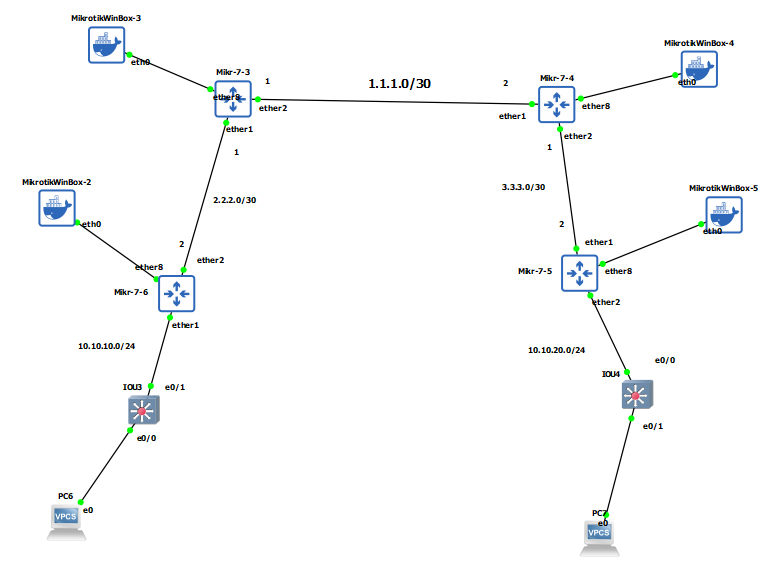 MikrotikWinBox-3
eth0
Mikr-7-3
ether8
1
ether2
ether1
1
1.1.1.0/30
2
Mikr-7-4
ether1
ether8
ether2
1
MikrotikWinBox-4
eth0
2.2.2.0/30
3.3.3.0/30
MikrotikWinBox-2
eth0
MikrotikWinBox-5
eth0
2
ether2
ether8
Mikr-7-6
ether1
2
ether1
Mikr-7-5
ether8
ether2
10.10.10.0/24
10.10.20.0/24
IOU3
e0/1
e0/0
e0/0
IOU4
e0/1
PC6
e0
VPCS
PC7
e0
VPCS